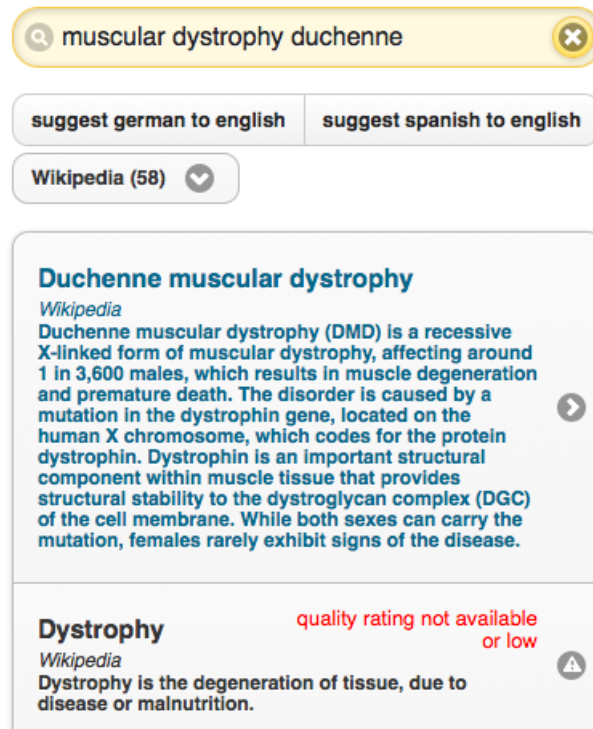 muscular dystrophy duchenne
suggest german to english
suggest spanish to english
Wikipedia (58)
Duchenne muscular dystrophy
Wikipedia
Duchenne muscular dystrophy (DMD) is a recessive
X-linked form of muscular dystrophy, affecting around
1 in 3,600 males, which results in muscle degeneration
and premature death. The disorder is caused by a
mutation in the dystrophin gene, located on the
human X chromosome, which codes for the protein
dystrophin. Dystrophin is an important structural
component within muscle tissue that provides
structural stability to the dystroglycan complex (DGC)
of the cell membrane. While both sexes can carry the
mutation, females rarely exhibit signs of the disease.
Dystrophy
quality rating not available
or low
Wikipedia
Dystrophy is the degeneration of tissue, due to
disease or malnutrition.